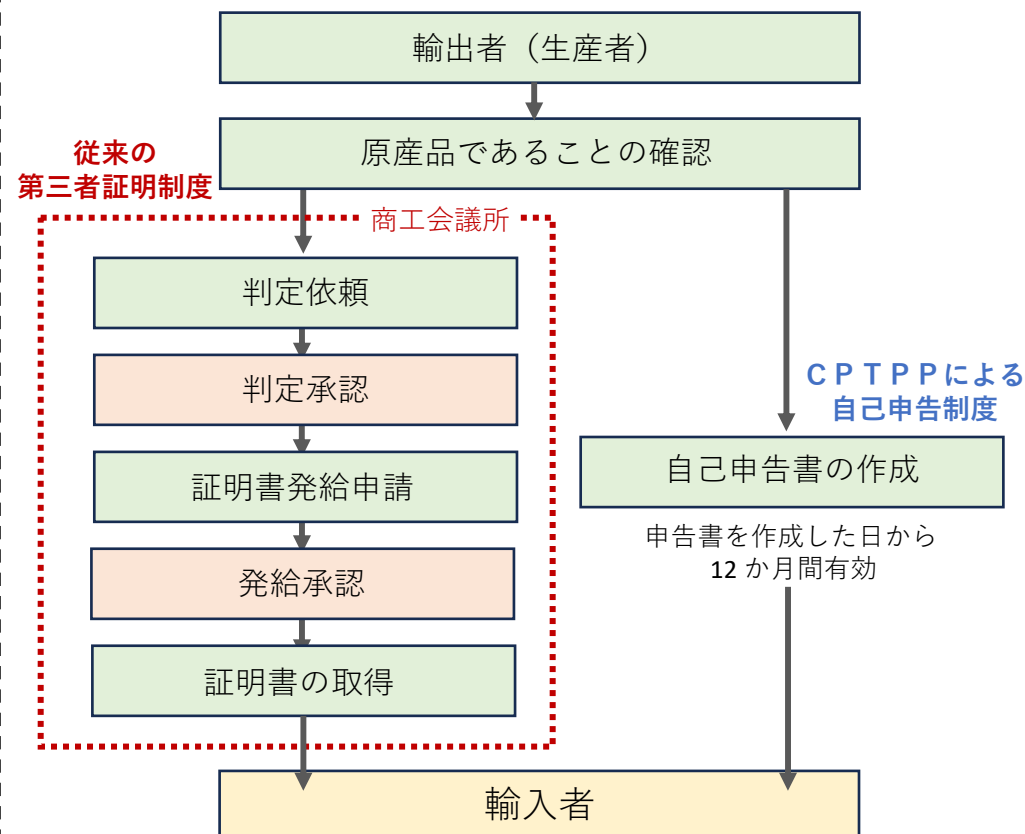 輸出者（生産者）
原産品であることの確認
従来の
第三者証明制度
商工会議所
判定依頼
判定承認
証明書発給申請
発給承認
証明書の取得
ＣＰＴＰＰによる
自己申告制度
自己申告書の作成
申告書を作成した日から
12 か月間有効
輸入者